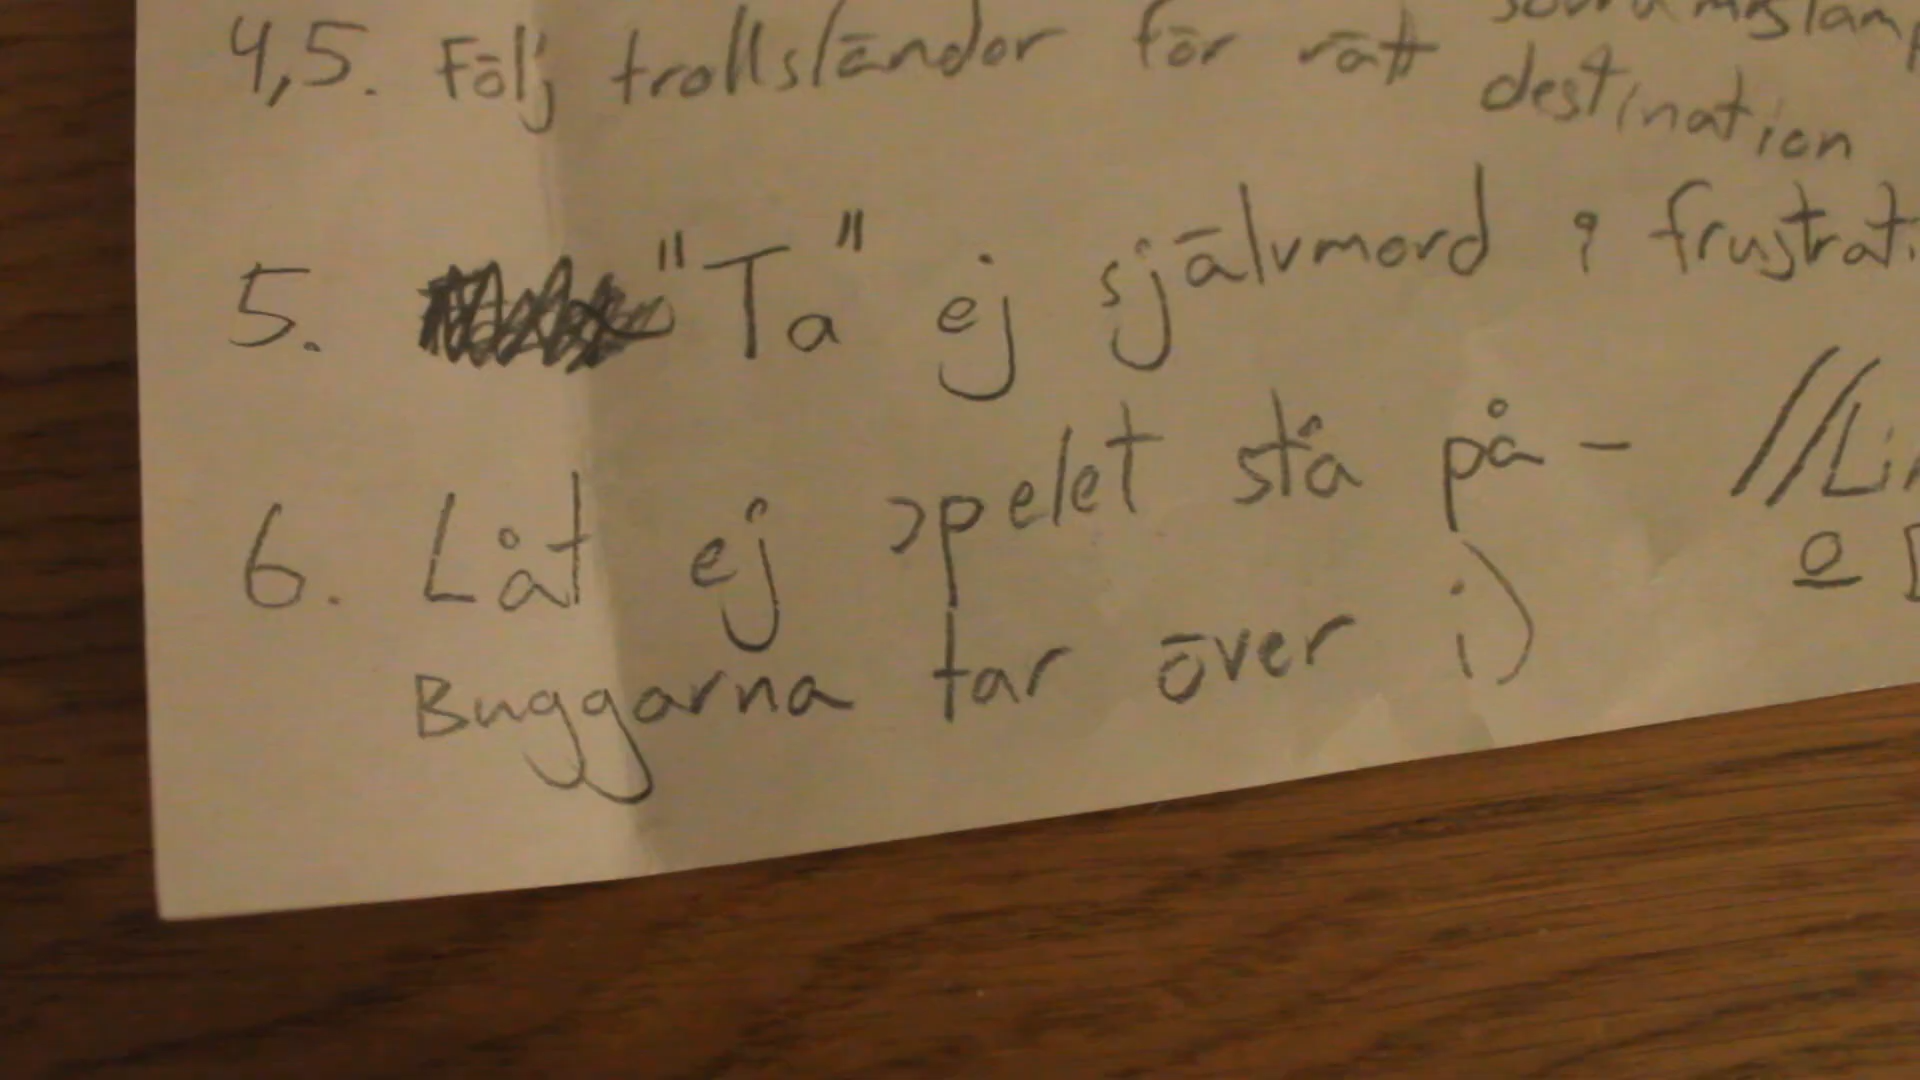 4,5. Följ trollsländor för rätt
destination
5. "Ta" ej självmord i
6. Låt ej spelet stå på -
Buggarna tar över ;)